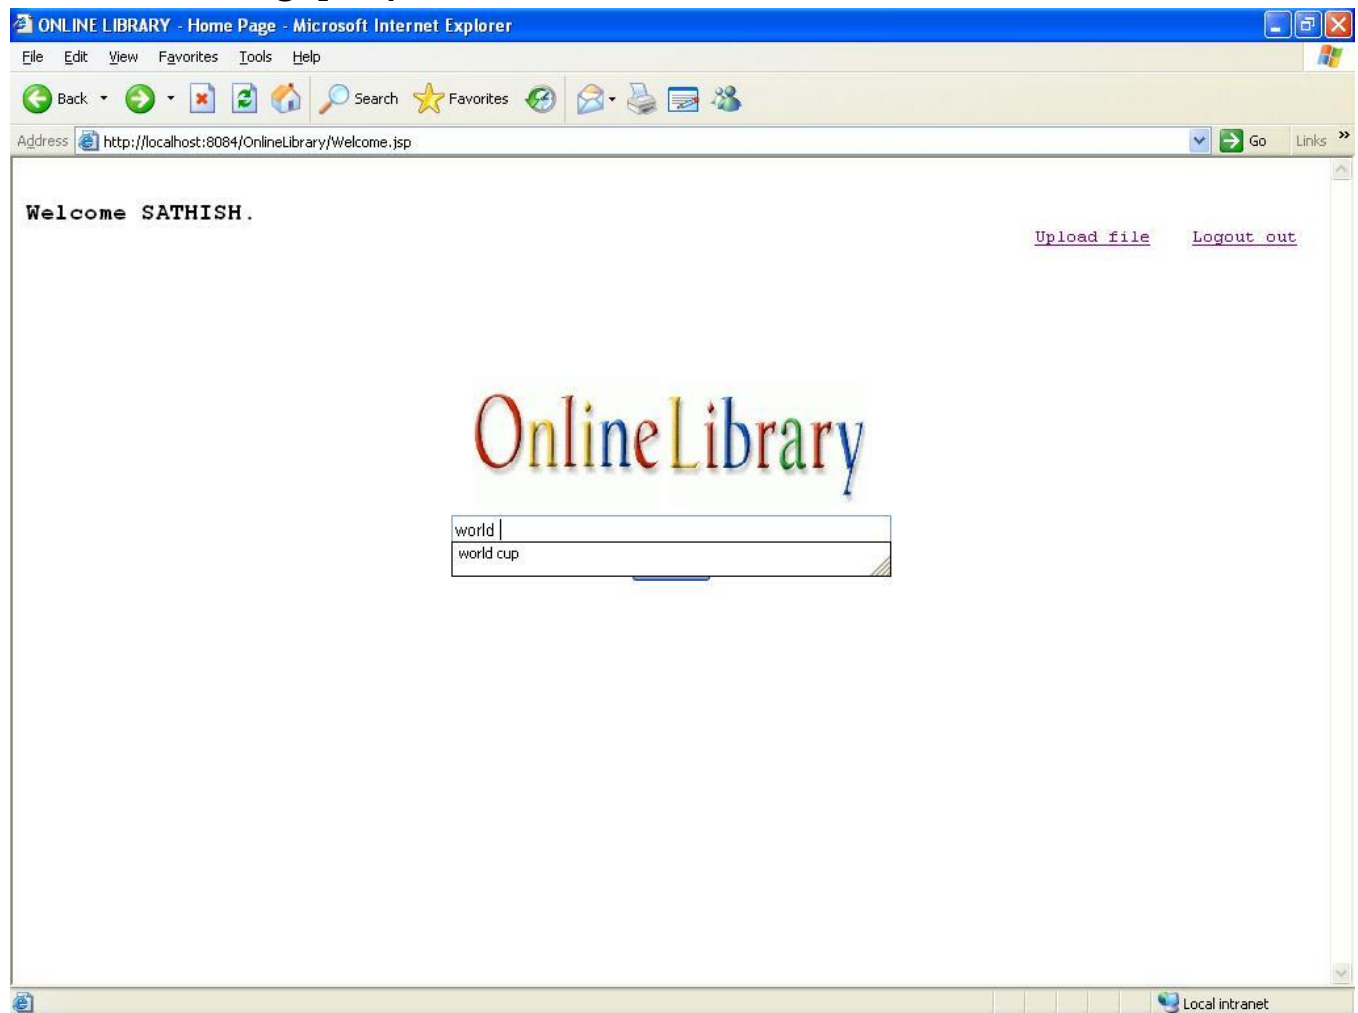 ONLINE LIBRARY - Home Page - Microsoft Internet Explorer
File Edit View Favorites Tools Help
Back Search Favorites
Address http://localhost:8084/OnlineLibrary/Welcome.jsp Go Links »
Welcome SATHISH.
Upload file Logout out
OnlineLibrary
world
world cup
Local intranet